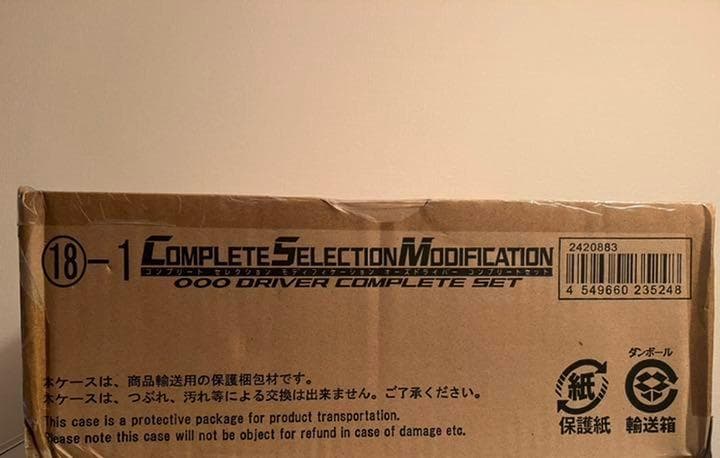 ⑱-1 COMPLETE SELECTION MODIFICATION
コンプリート セレクション モディフィケーション オーズドライバー コンプリートセット
OOO DRIVER COMPLETE SET
2420883
4 549660 235248
本ケースは、商品輸送用の保護梱包材です。
本ケースは、つぶれ、汚れ等による交換は出来ません。ご了承ください。
This case is a protective package for product transportation.
Please note this case will not be object for refund in case of damage etc.
紙
保護紙
ダンボール
輸送箱